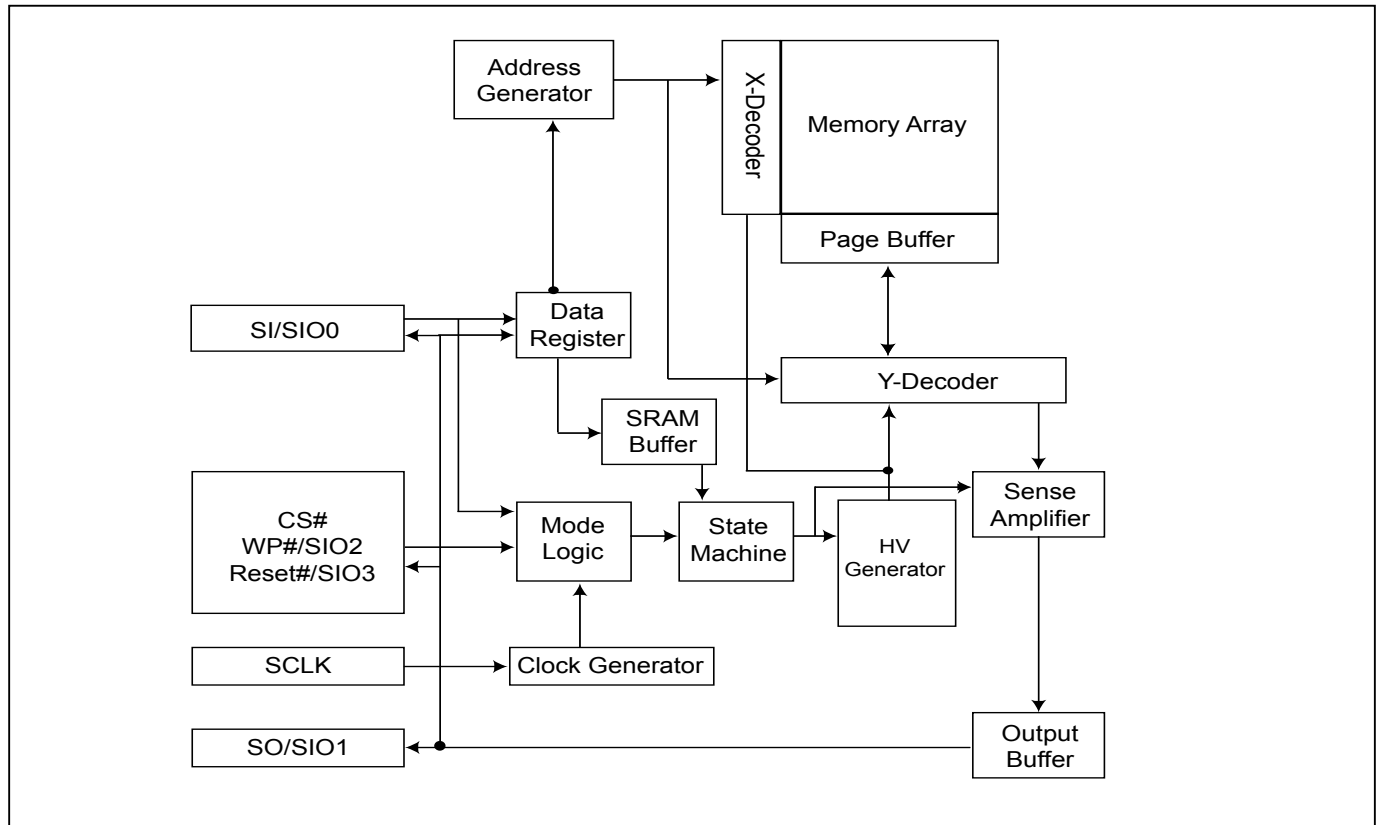 Address
Generator
X-Decoder
Memory Array
Page Buffer
SI/SIO0
Data
Register
Y-Decoder
SRAM
Buffer
CS#
WP#/SIO2
Reset#/SIO3
Mode
Logic
State
Machine
HV
Generator
Sense
Amplifier
SCLK
Clock Generator
SO/SIO1
Output
Buffer